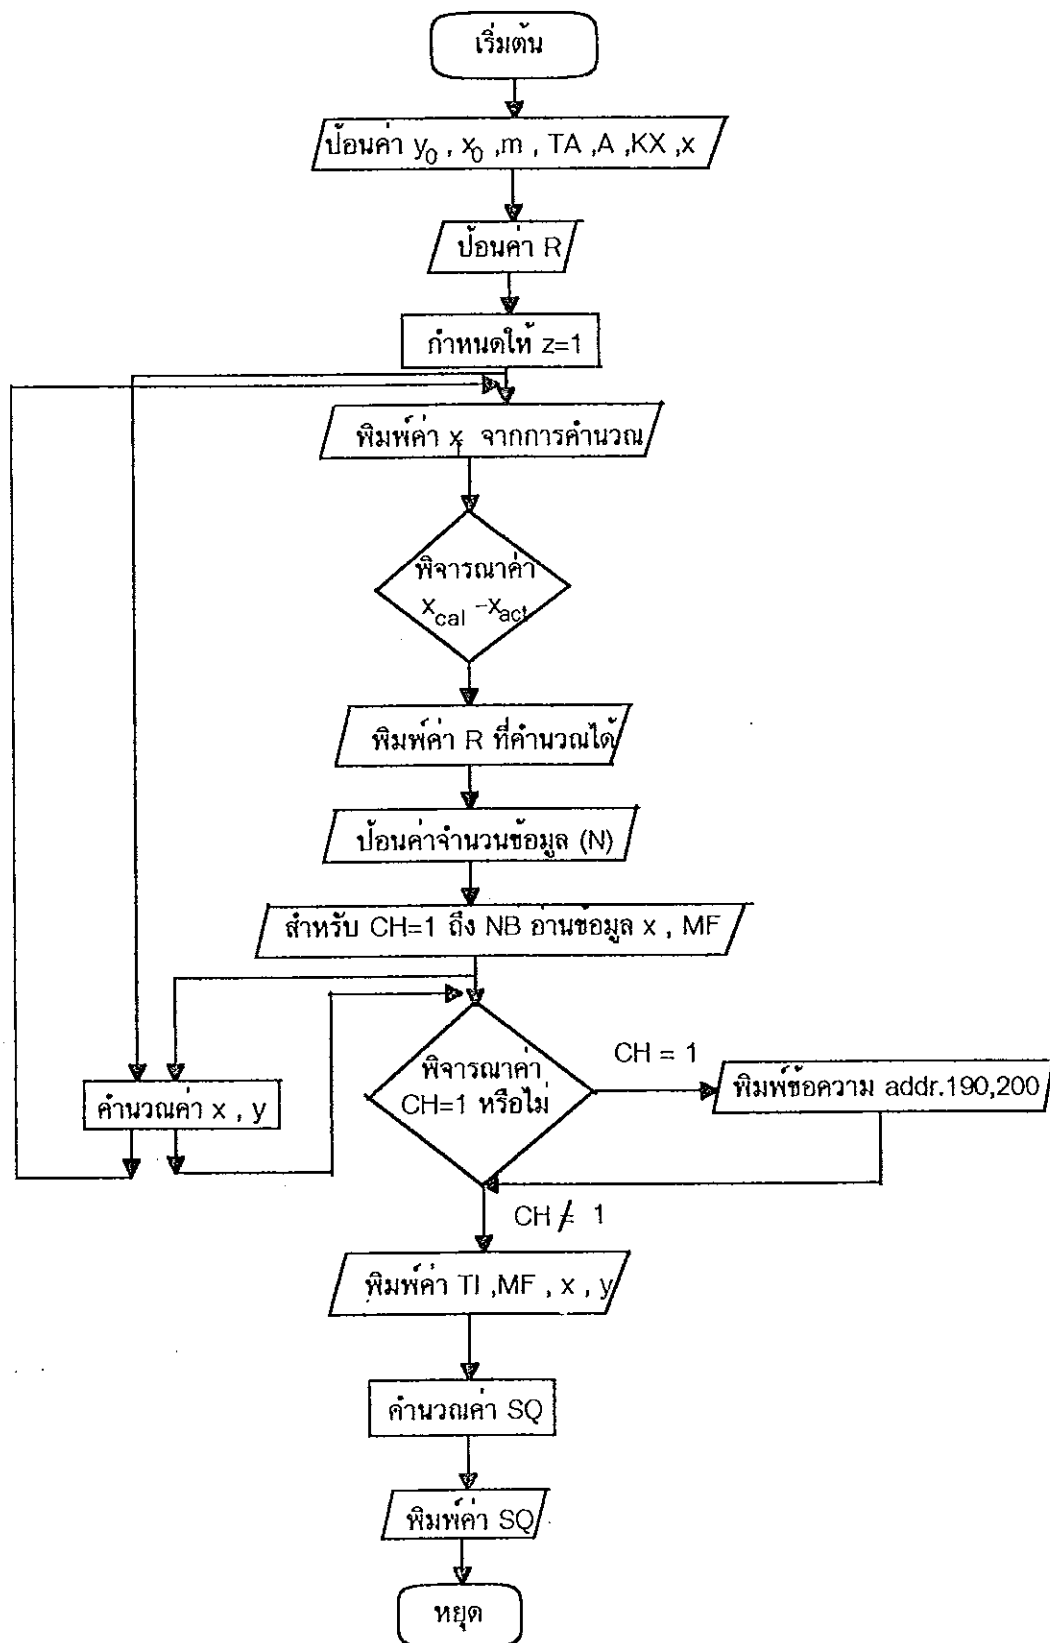 เริ่มต้น
ป้อนค่า y₀ , x₀ ,m , TA ,A ,KX ,x
ป้อนค่า R
กำหนดให้ z=1
พิมพ์ค่า x จากการคำนวณ
พิจารณาค่า
x_cal -x_act
พิมพ์ค่า R ที่คำนวณได้
ป้อนค่าจำนวนข้อมูล (N)
สำหรับ CH=1 ถึง NB อ่านข้อมูล x , MF
พิจารณาค่า
CH=1 หรือไม่
CH = 1
พิมพ์ข้อความ addr.190,200
คำนวณค่า x , y
CH ≠ 1
พิมพ์ค่า TI ,MF , x , y
คำนวณค่า SQ
พิมพ์ค่า SQ
หยุด